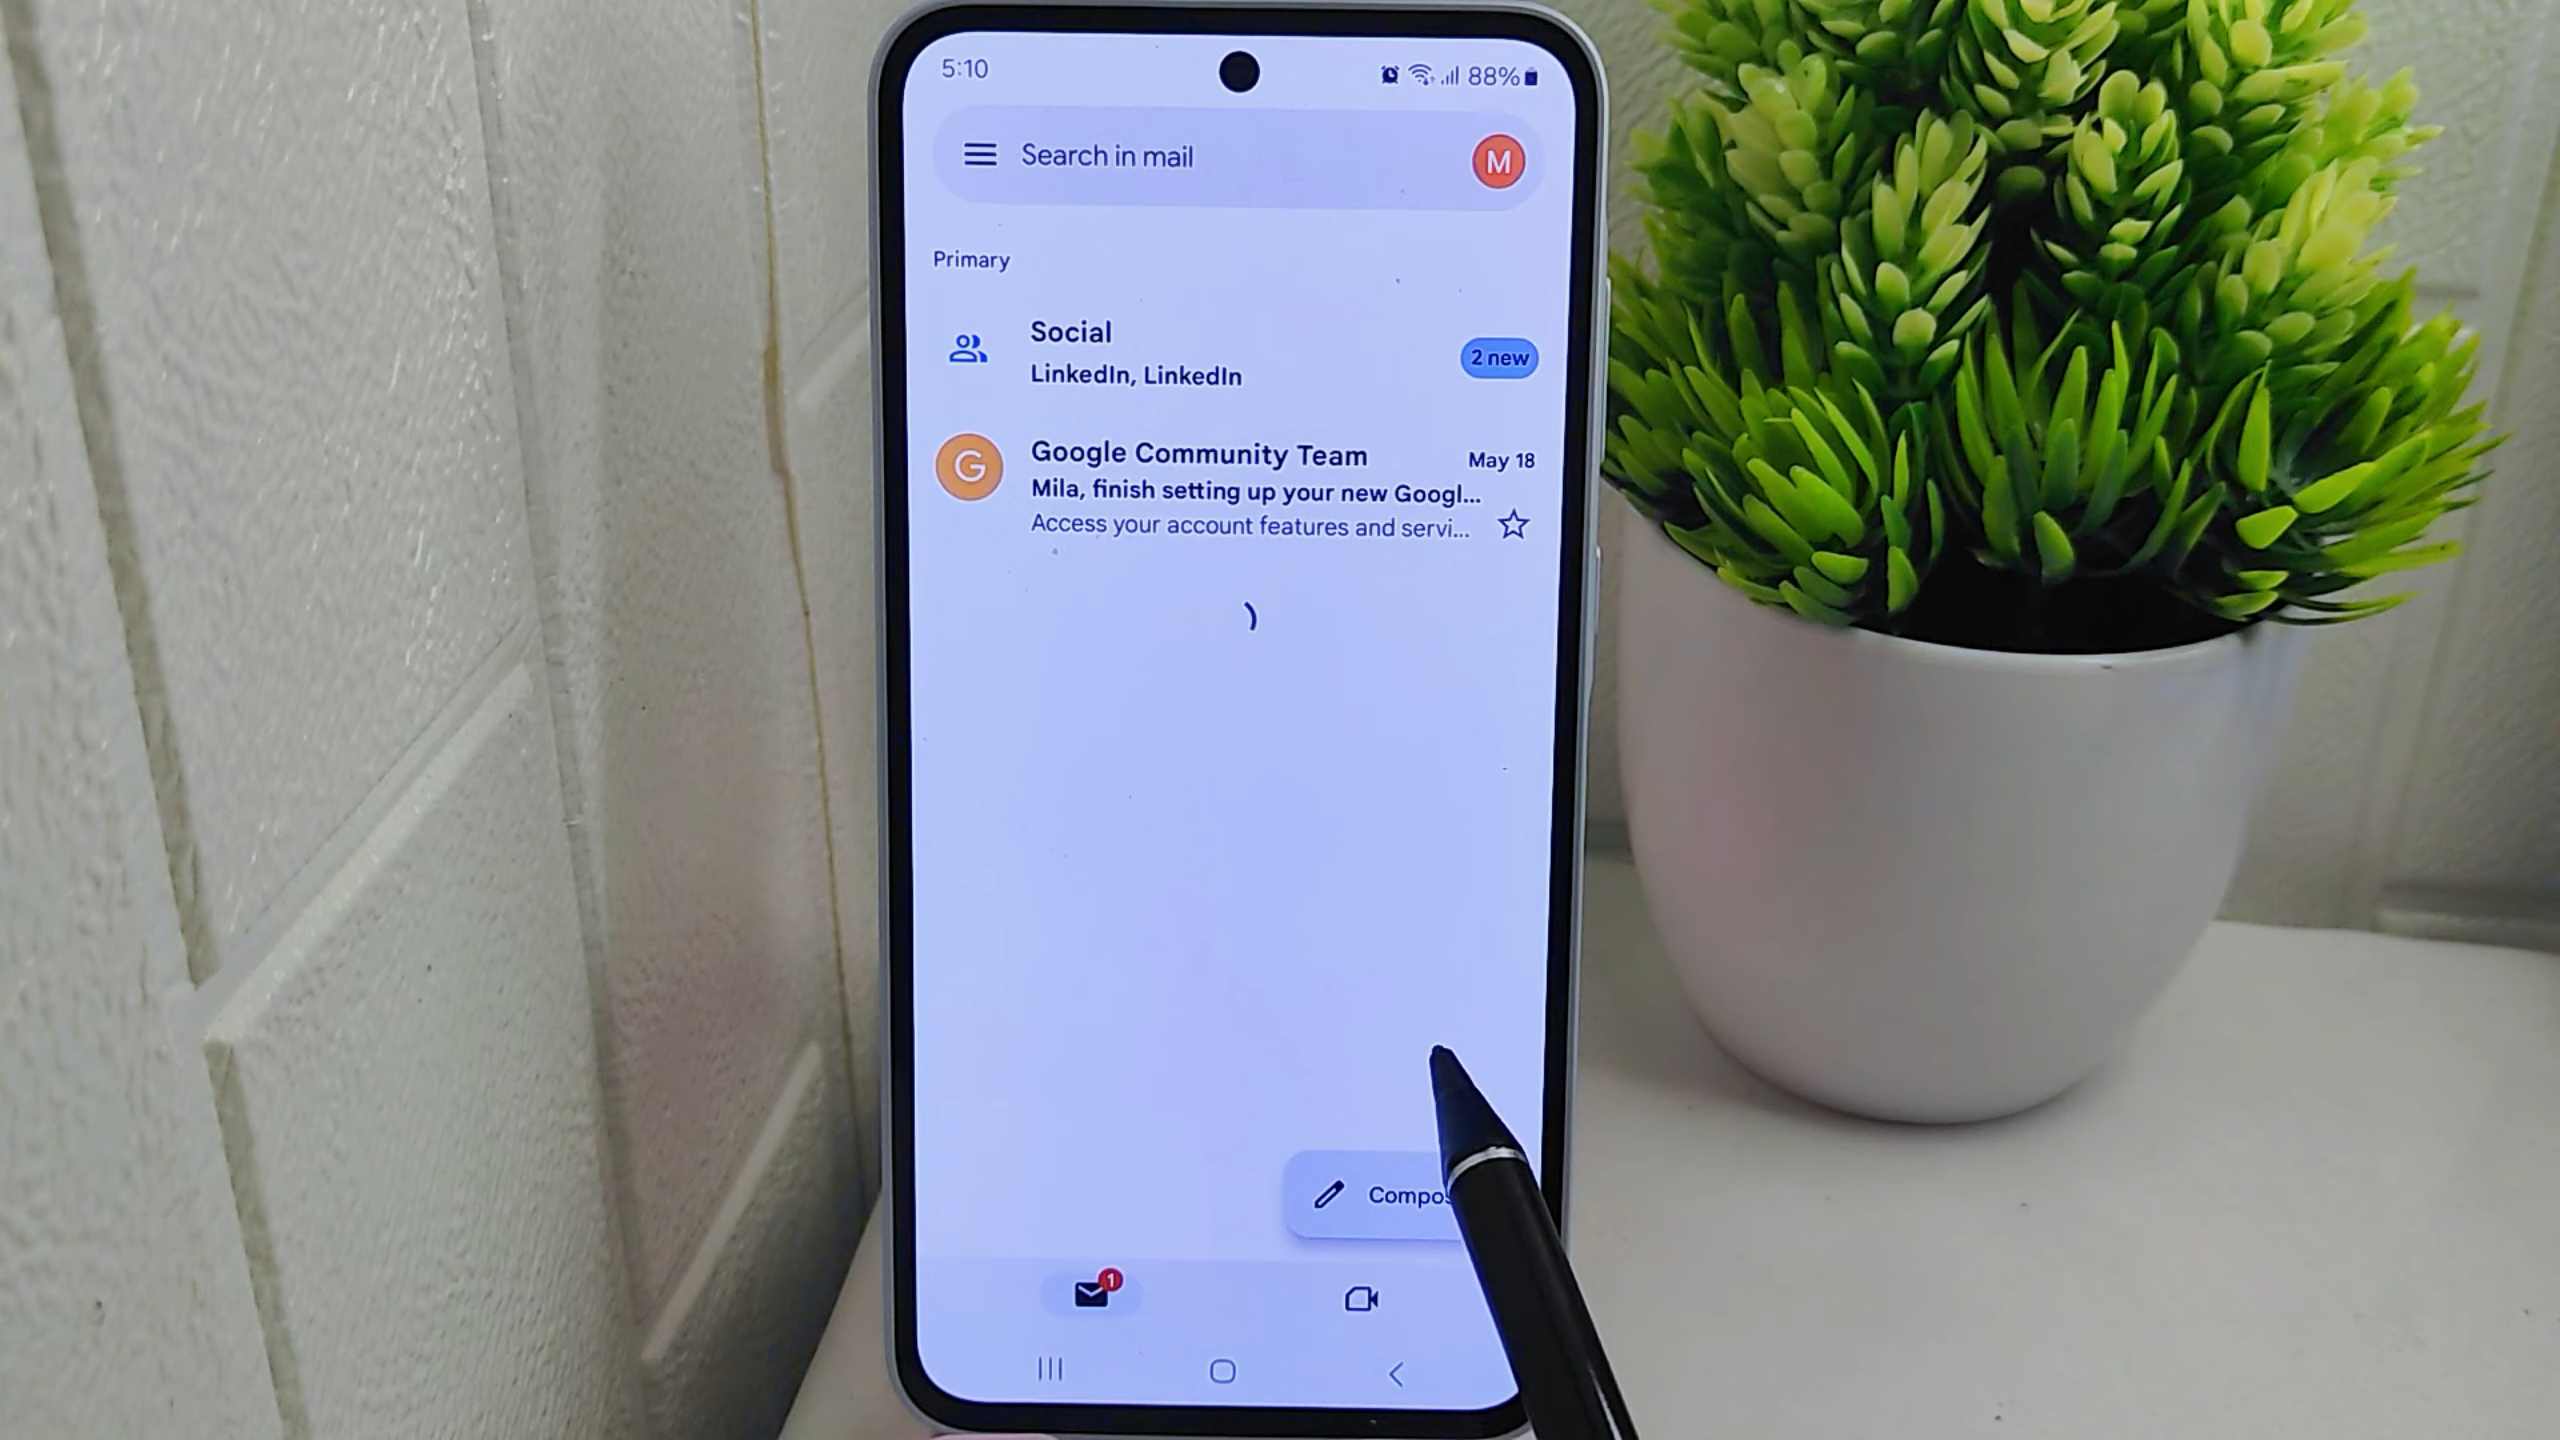 5:10
88%
Search in mail
M
Primary
Social
2 new
LinkedIn, LinkedIn
G
Google Community Team
May 18
Mila, finish setting up your new Googl...
Access your account features and servi...
Compos
1